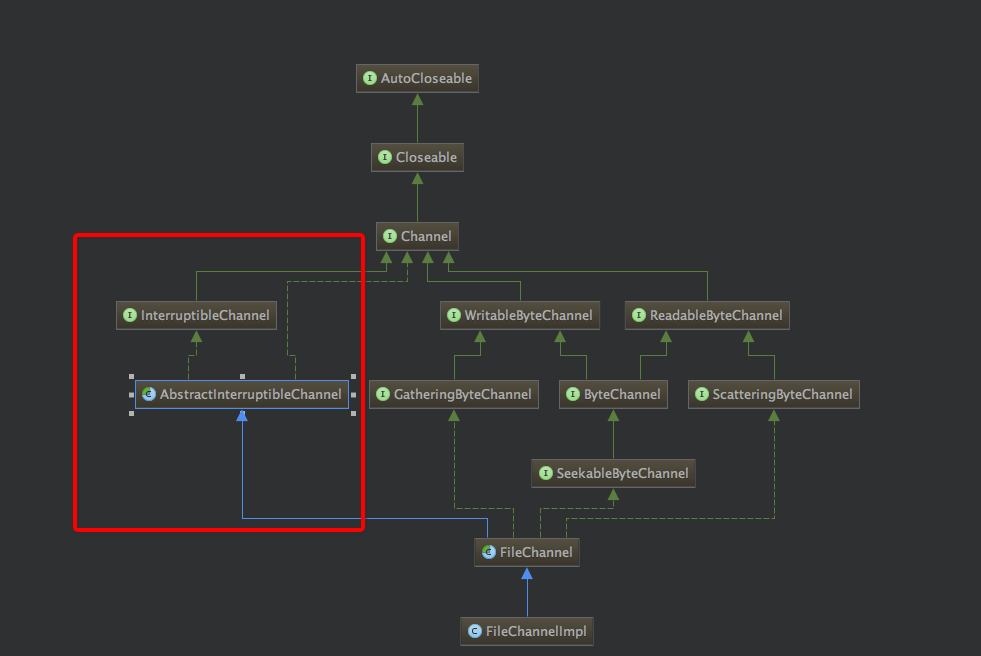 I AutoCloseable
I Closeable
I Channel
I InterruptibleChannel
I WritableByteChannel
I ReadableByteChannel
C AbstractInterruptibleChannel
I GatheringByteChannel
I ByteChannel
I ScatteringByteChannel
I SeekableByteChannel
C FileChannel
C FileChannelImpl